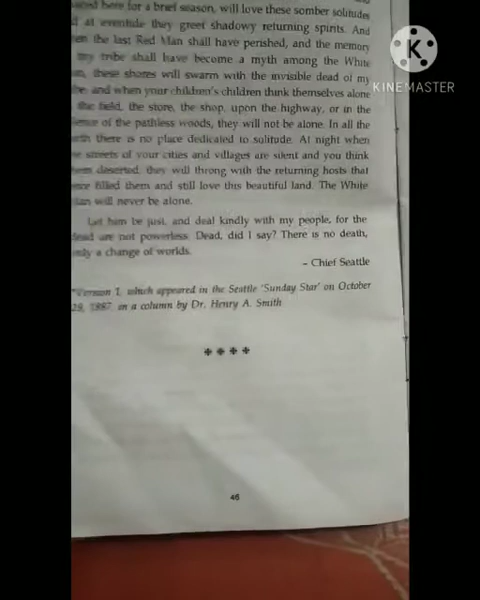 here for a brief season, will love these somber solitudes
at eventide they greet shadowy returning spirits. And
the last Red Man shall have perished, and the memory
my tribe shall have become a myth among the White
these shores will swarm with the invisible dead of my
and when your children's children think themselves alone
the field, the store, the shop, upon the highway, or in the
of the pathless woods, they will not be alone. In all the
there is no place dedicated to solitude. At night when
streets of your cities and villages are silent and you think
deserted, they will throng with the returning hosts that
filled them and still love this beautiful land. The White
will never be alone.
Let him be just, and deal kindly with my people, for the
dead are not powerless. Dead, did I say? There is no death,
only a change of worlds.
– Chief Seattle
*Version 1, which appeared in the Seattle 'Sunday Star' on October
29, 1887 in a column by Dr. Henry A. Smith
46
K
KINEMASTER